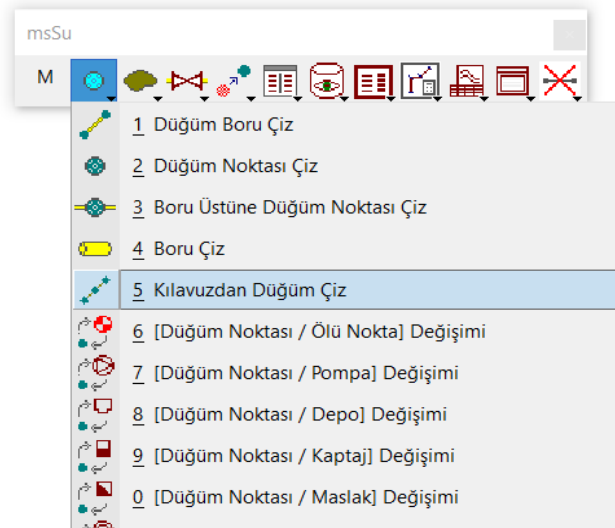 msSu
M
1 Düğüm Boru Çiz
2 Düğüm Noktası Çiz
3 Boru Üstüne Düğüm Noktası Çiz
4 Boru Çiz
5 Kılavuzdan Düğüm Çiz
6 [Düğüm Noktası / Ölü Nokta] Değişimi
7 [Düğüm Noktası / Pompa] Değişimi
8 [Düğüm Noktası / Depo] Değişimi
9 [Düğüm Noktası / Kaptaj] Değişimi
0 [Düğüm Noktası / Maslak] Değişimi